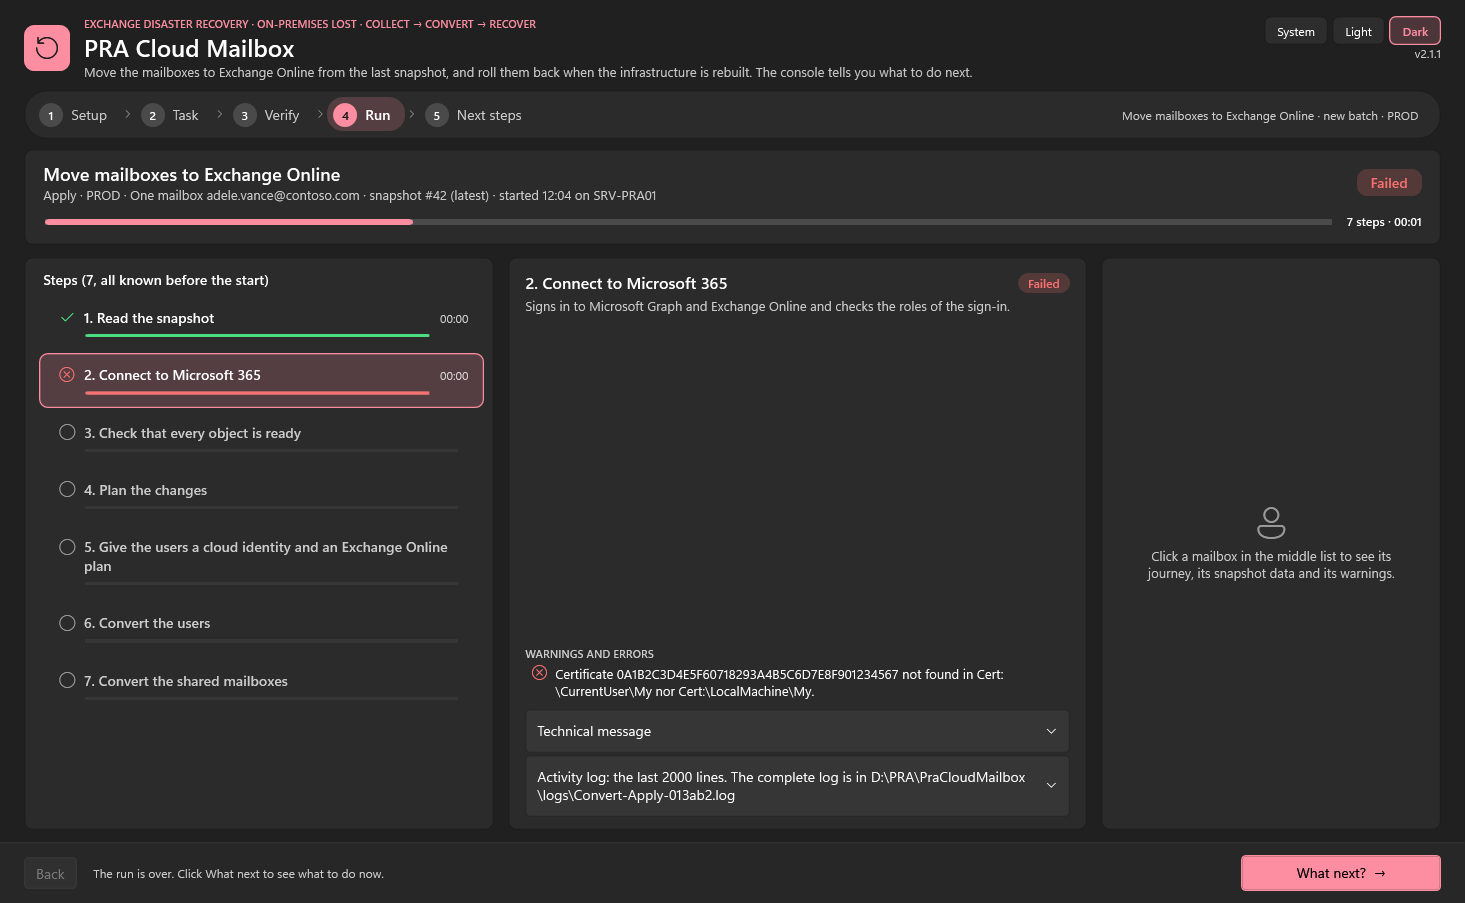 EXCHANGE DISASTER RECOVERY · ON-PREMISES LOST · COLLECT → CONVERT → RECOVER
PRA Cloud Mailbox
Move the mailboxes to Exchange Online from the last snapshot, and roll them back when the infrastructure is rebuilt. The console tells you what to do next.
System
Light
Dark
v2.1.1
1 Setup
2 Task
3 Verify
4 Run
5 Next steps
Move mailboxes to Exchange Online · new batch · PROD
Move mailboxes to Exchange Online
Apply · PROD · One mailbox adele.vance@contoso.com · snapshot #42 (latest) · started 12:04 on SRV-PRA01
Failed
7 steps · 00:01
Steps (7, all known before the start)
1. Read the snapshot
00:00
2. Connect to Microsoft 365
00:00
3. Check that every object is ready
4. Plan the changes
5. Give the users a cloud identity and an Exchange Online
plan
6. Convert the users
7. Convert the shared mailboxes
2. Connect to Microsoft 365
Failed
Signs in to Microsoft Graph and Exchange Online and checks the roles of the sign-in.
WARNINGS AND ERRORS
Certificate 0A1B2C3D4E5F60718293A4B5C6D7E8F901234567 not found in Cert:
\CurrentUser\My nor Cert:\LocalMachine\My.
Technical message
Activity log: the last 2000 lines. The complete log is in D:\PRA\PraCloudMailbox
\logs\Convert-Apply-013ab2.log
Click a mailbox in the middle list to see its
journey, its snapshot data and its warnings.
Back
The run is over. Click What next to see what to do now.
What next? →